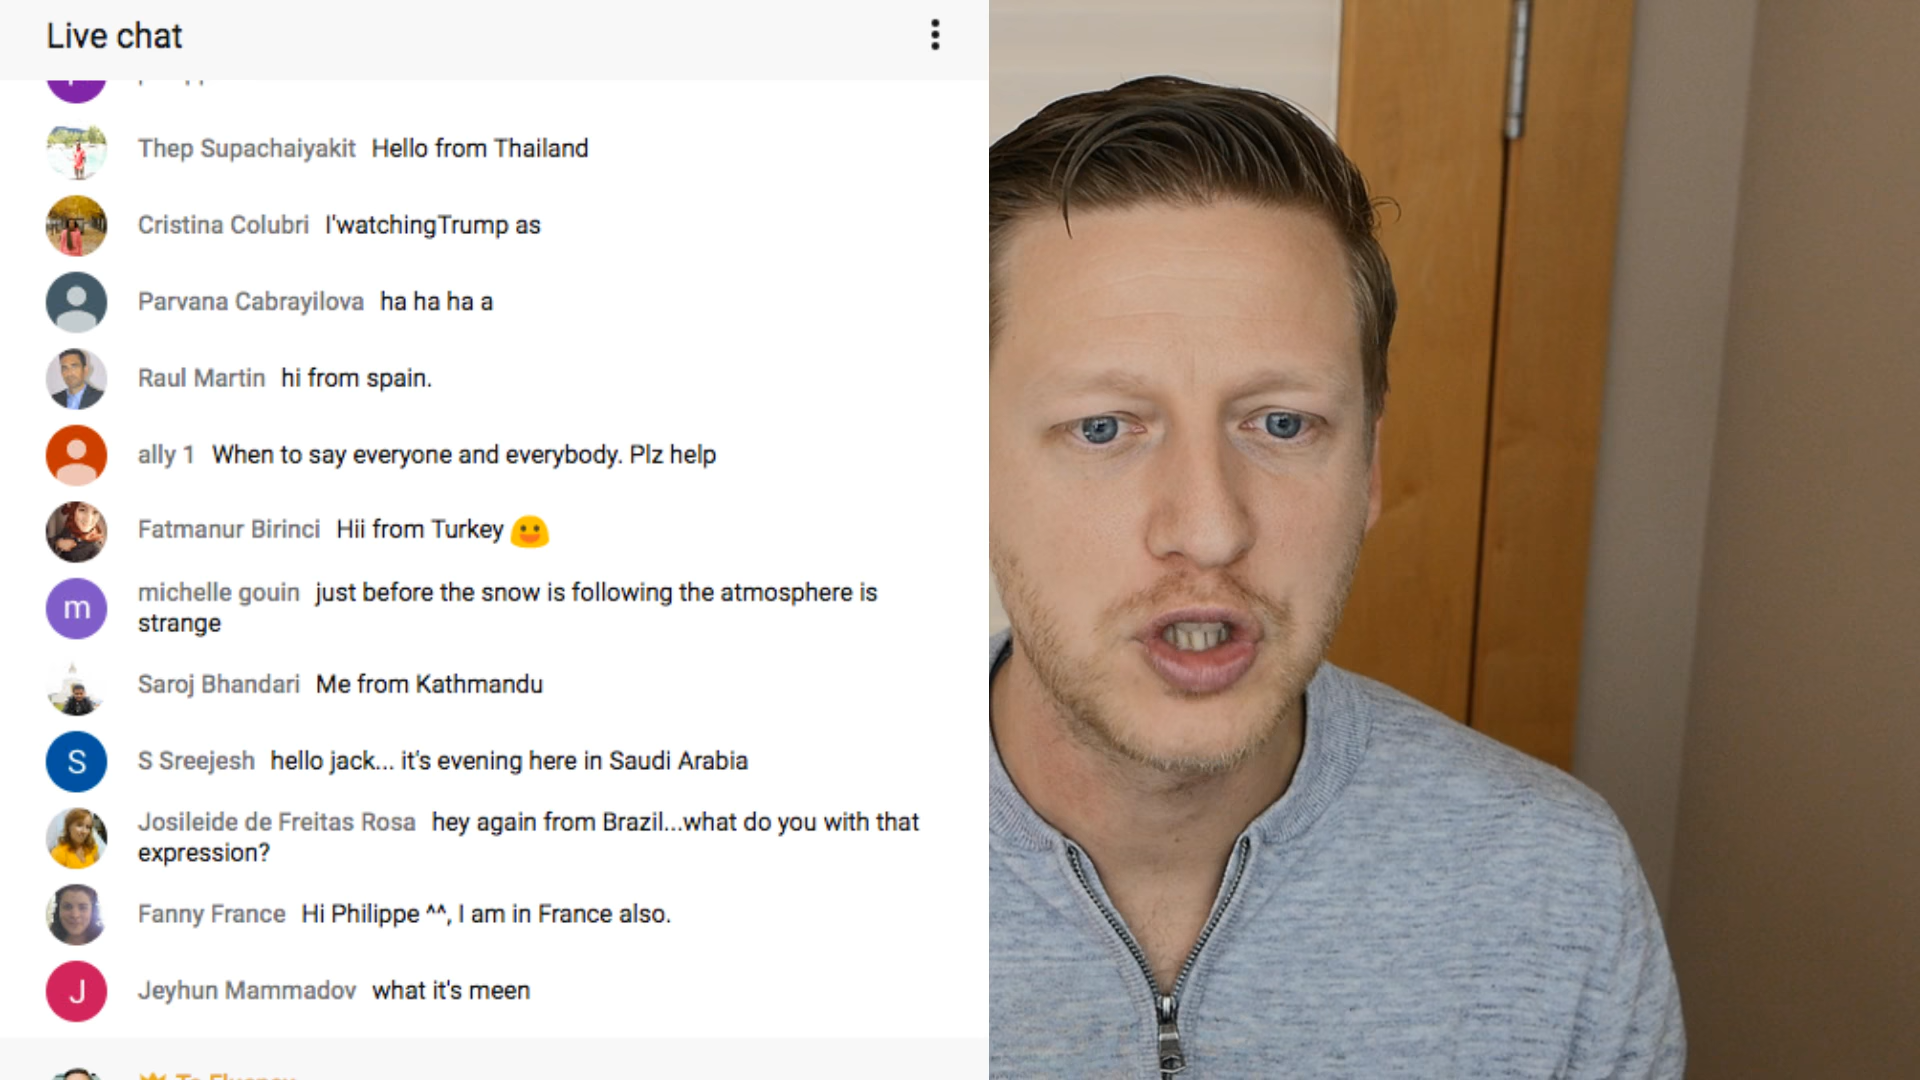 Live chat
Thep Supachaiyakit Hello from Thailand
Cristina Colubri I'watchingTrump as
Parvana Cabrayilova ha ha ha a
Raul Martin hi from spain.
ally 1 When to say everyone and everybody. Plz help
Fatmanur Birinci Hii from Turkey
m michelle gouin just before the snow is following the atmosphere is
strange
Saroj Bhandari Me from Kathmandu
S S Sreejesh hello jack... it's evening here in Saudi Arabia
Josileide de Freitas Rosa hey again from Brazil...what do you with that
expression?
Fanny France Hi Philippe ^^, I am in France also.
J Jeyhun Mammadov what it's meen
To Fluency